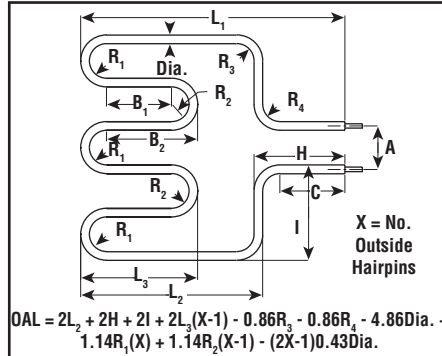 L1
R1
Dia.
R3
B1
R2
R4
B2
R1
H
A
R2
C
R1
I
X = No.
Outside
Hairpins
L3
L2
OAL = 2L2 + 2H + 2I + 2L3(X-1) - 0.86R3 - 0.86R4 - 4.86Dia. -
1.14R1(X) + 1.14R2(X-1) - (2X-1)0.43Dia.